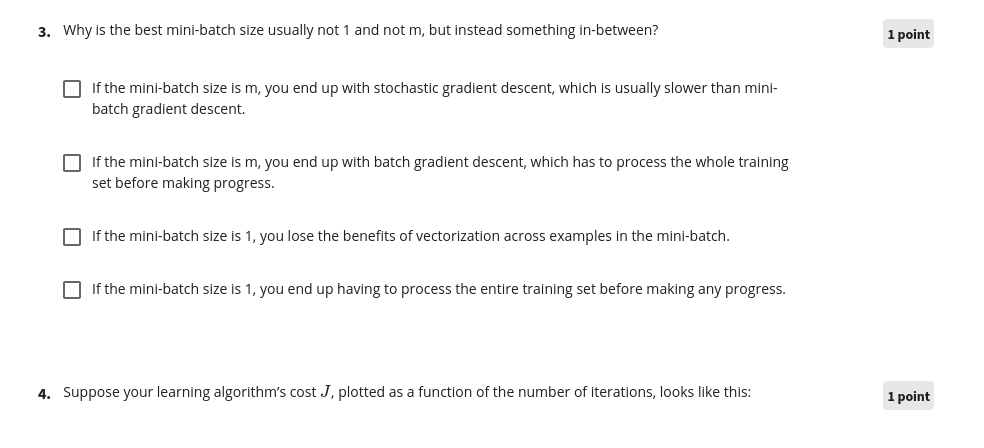 3. Why is the best mini-batch size usually not 1 and not m, but instead something in-between? 1 point
If the mini-batch size is m, you end up with stochastic gradient descent, which is usually slower than mini-
batch gradient descent.
If the mini-batch size is m, you end up with batch gradient descent, which has to process the whole training
set before making progress.
If the mini-batch size is 1, you lose the benefits of vectorization across examples in the mini-batch.
If the mini-batch size is 1, you end up having to process the entire training set before making any progress.
4. Suppose your learning algorithm’s cost J, plotted as a function of the number of iterations, looks like this: 1 point